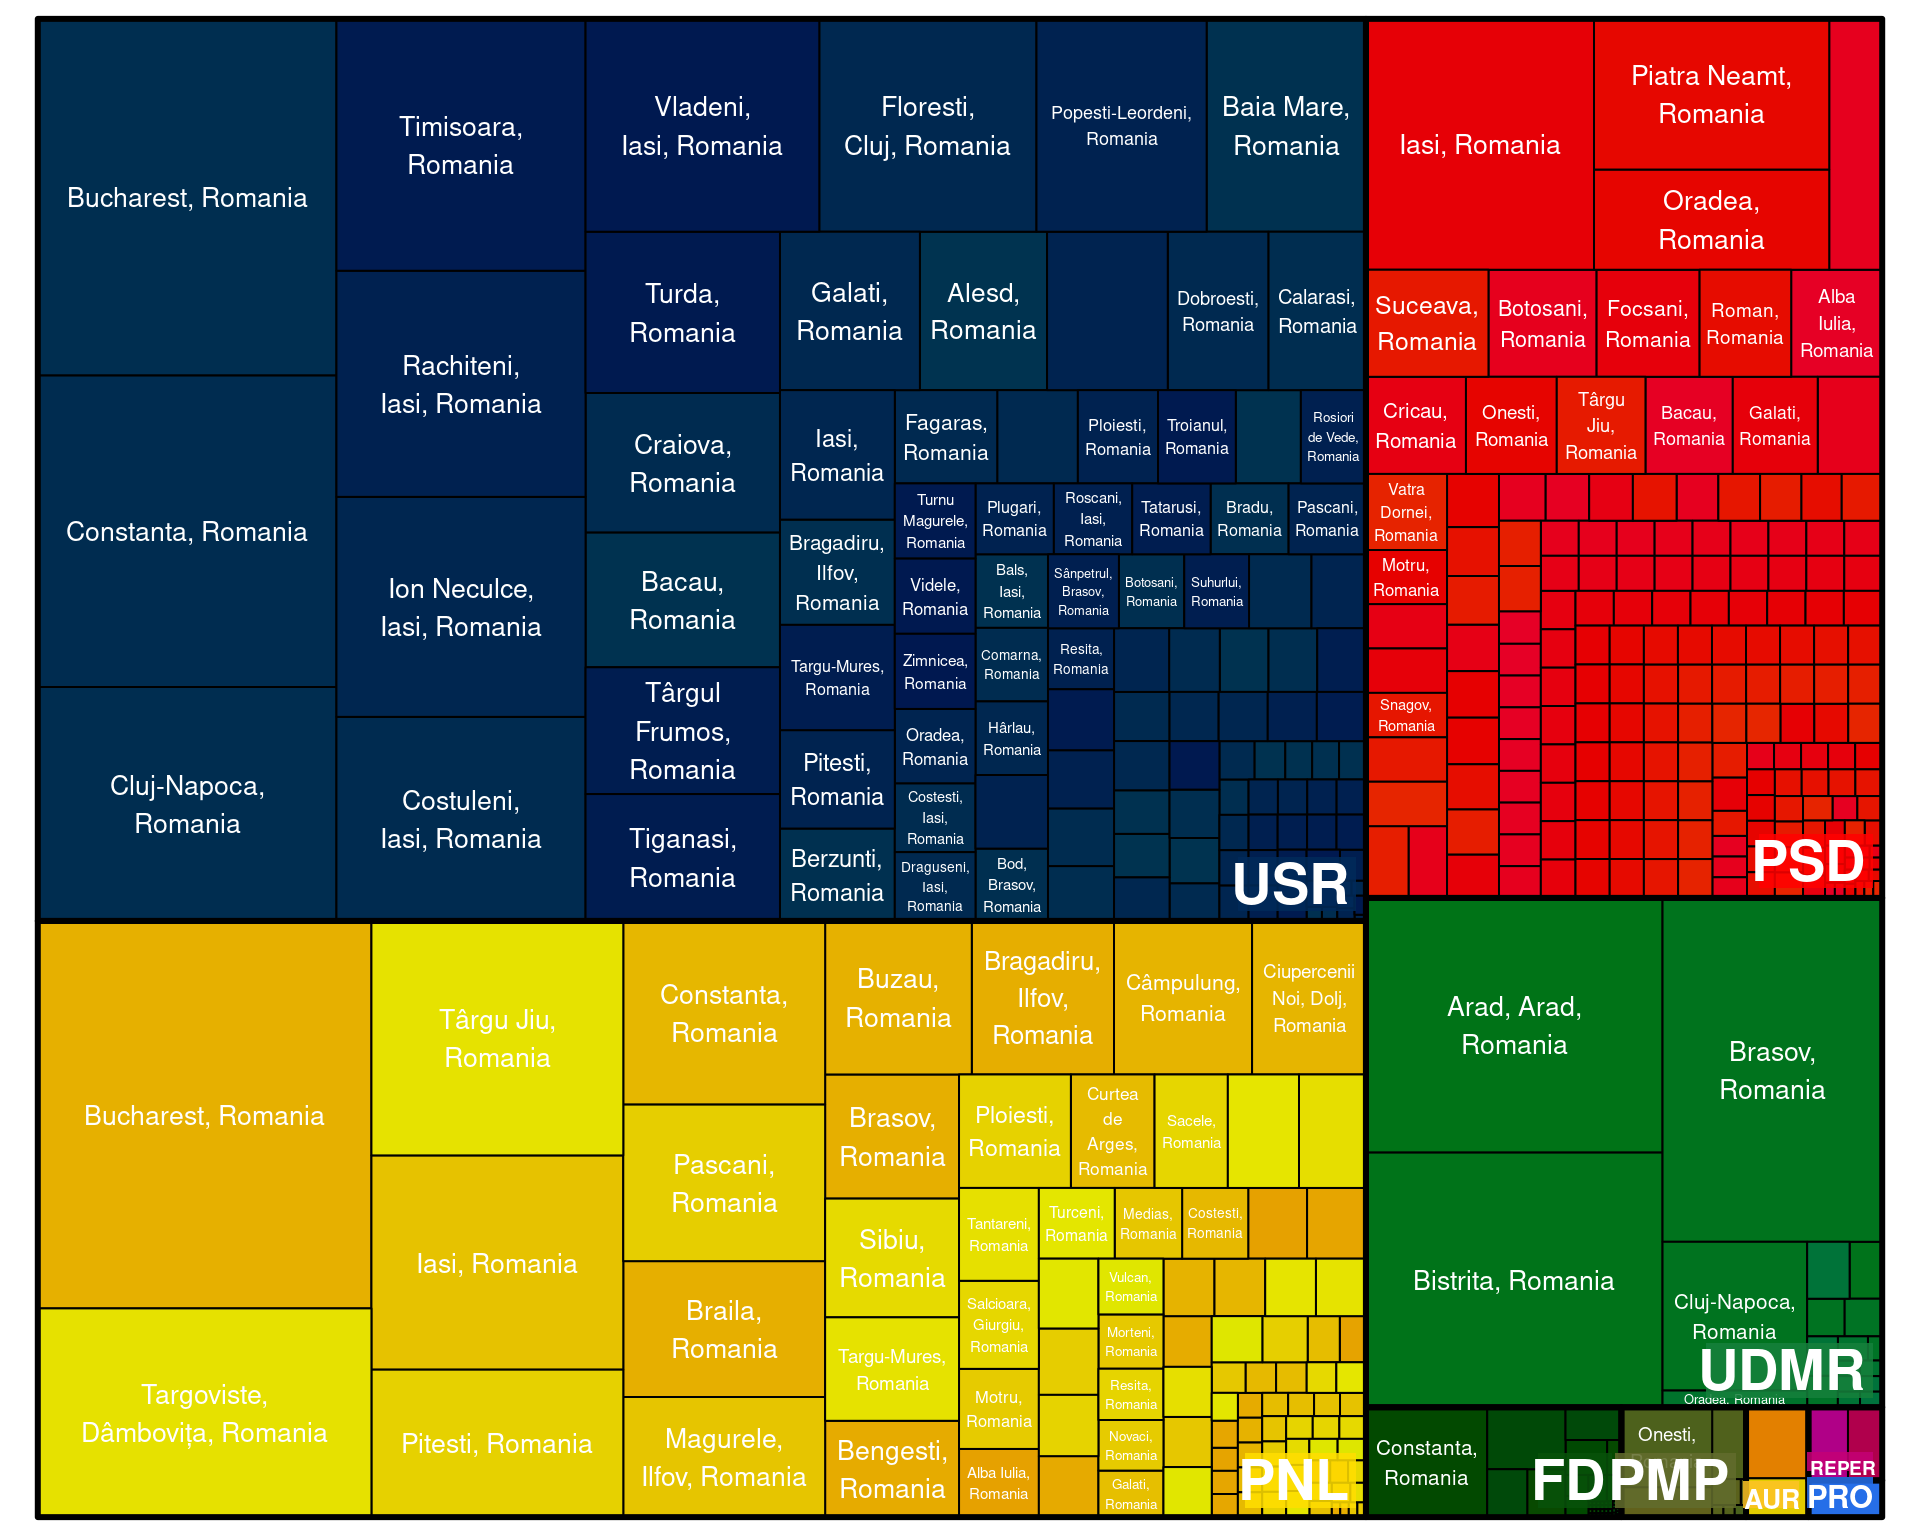 Bucharest, Romania
Constanta, Romania
Cluj-Napoca,
Romania
Timisoara,
Romania
Rachiteni,
Iasi, Romania
Ion Neculce,
Iasi, Romania
Costuleni,
Iasi, Romania
Vladeni,
Iasi, Romania
Floresti,
Cluj, Romania
Popesti-Leordeni,
Romania
Baia Mare,
Romania
Turda,
Romania
Craiova,
Romania
Bacau,
Romania
Târgul
Frumos,
Romania
Tiganasi,
Romania
Galati,
Romania
Alesd,
Romania
Dobroesti,
Romania
Calarasi,
Romania
Iasi,
Romania
Bragadiru,
Ilfov,
Romania
Targu-Mures,
Romania
Pitesti,
Romania
Berzunti,
Romania
Fagaras,
Romania
Ploiesti,
Romania
Troianul,
Romania
Rosiori
de Vede,
Romania
Turnu
Magurele,
Romania
Videle,
Romania
Zimnicea,
Romania
Oradea,
Romania
Costesti,
Iasi,
Romania
Draguseni,
Iasi,
Romania
Plugari,
Romania
Roscani,
Iasi,
Romania
Tatarusi,
Romania
Bradu,
Romania
Pascani,
Romania
Bals,
Iasi,
Romania
Comarna,
Romania
Hârlau,
Romania
Bod,
Brasov,
Romania
Sânpetrul,
Brasov,
Romania
Botosani,
Romania
Suhurlui,
Romania
Resita,
Romania
USR
Iasi, Romania
Piatra Neamt,
Romania
Oradea,
Romania
Suceava,
Romania
Botosani,
Romania
Focsani,
Romania
Roman,
Romania
Alba
Iulia,
Romania
Cricau,
Romania
Onesti,
Romania
Târgu
Jiu,
Romania
Bacau,
Romania
Galati,
Romania
Vatra
Dornei,
Romania
Motru,
Romania
Snagov,
Romania
PSD
Bucharest, Romania
Targoviste,
Dâmbovița, Romania
Târgu Jiu,
Romania
Iasi, Romania
Pitesti, Romania
Constanta,
Romania
Pascani,
Romania
Braila,
Romania
Magurele,
Ilfov, Romania
Buzau,
Romania
Bragadiru,
Ilfov,
Romania
Câmpulung,
Romania
Ciupercenii
Noi, Dolj,
Romania
Brasov,
Romania
Sibiu,
Romania
Targu-Mures,
Romania
Bengesti,
Romania
Ploiesti,
Romania
Curtea
de
Arges,
Romania
Sacele,
Romania
Tantareni,
Romania
Salcioara,
Giurgiu,
Romania
Motru,
Romania
Alba Iulia,
Romania
Turceni,
Romania
Medias,
Romania
Costesti,
Romania
Vulcan,
Romania
Morteni,
Romania
Resita,
Romania
Novaci,
Romania
Galati,
Romania
PNL
Arad, Arad,
Romania
Bistrita, Romania
Brasov,
Romania
Cluj-Napoca,
Romania
Oradea, Romania
UDMR
Constanta,
Romania
FD
Onesti,
PMP
AUR
REPER
PRO